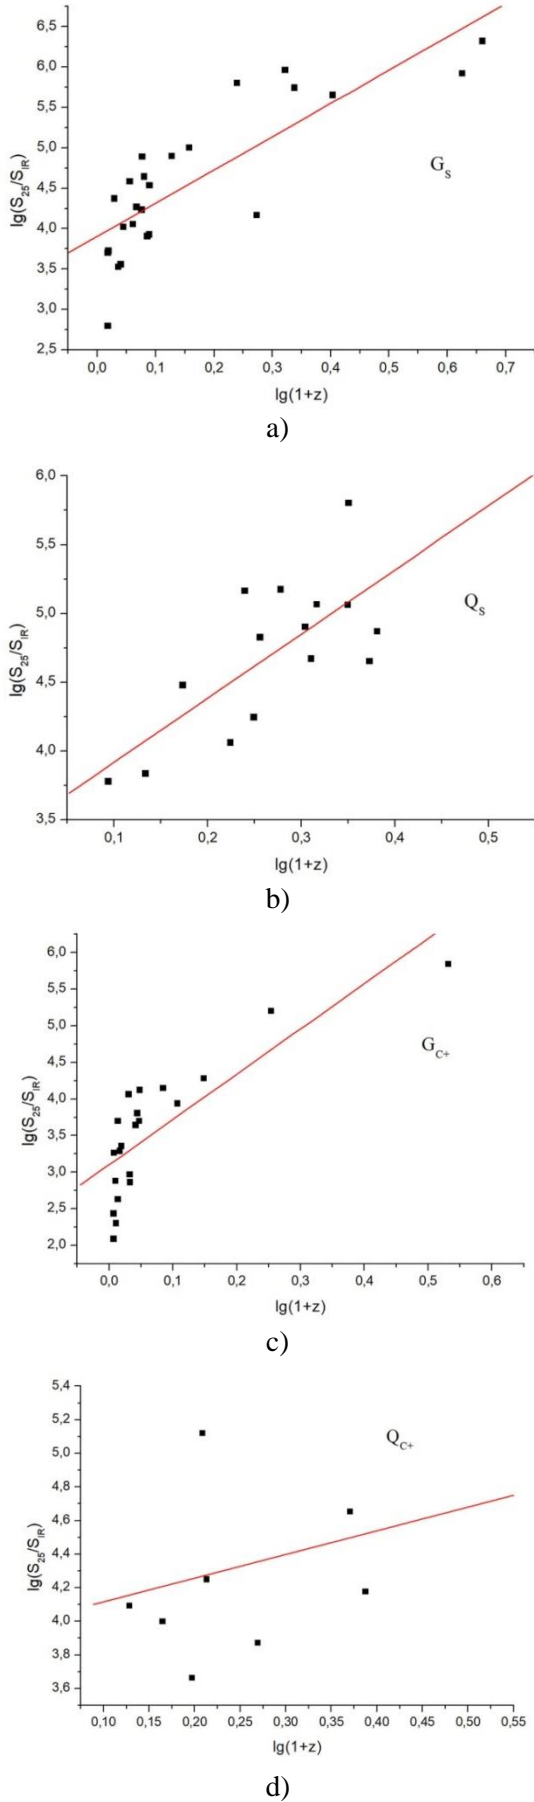 6,5
6,0
5,5
5,0
4,5
4,0
3,5
3,0
2,5
lg(S25/SIR)
GS
0,0 0,1 0,2 0,3 0,4 0,5 0,6 0,7
lg(1+z)
a)
6,0
5,5
5,0
4,5
4,0
3,5
lg(S25/SIR)
QS
0,1 0,2 0,3 0,4 0,5
lg(1+z)
b)
6,0
5,5
5,0
4,5
4,0
3,5
3,0
2,5
2,0
lg(S25/SIR)
GC+
0,0 0,1 0,2 0,3 0,4 0,5 0,6
lg(1+z)
c)
5,4
5,2
5,0
4,8
4,6
4,4
4,2
4,0
3,8
3,6
lg(S25/SIR)
QC+
0,10 0,15 0,20 0,25 0,30 0,35 0,40 0,45 0,50 0,55
lg(1+z)
d)